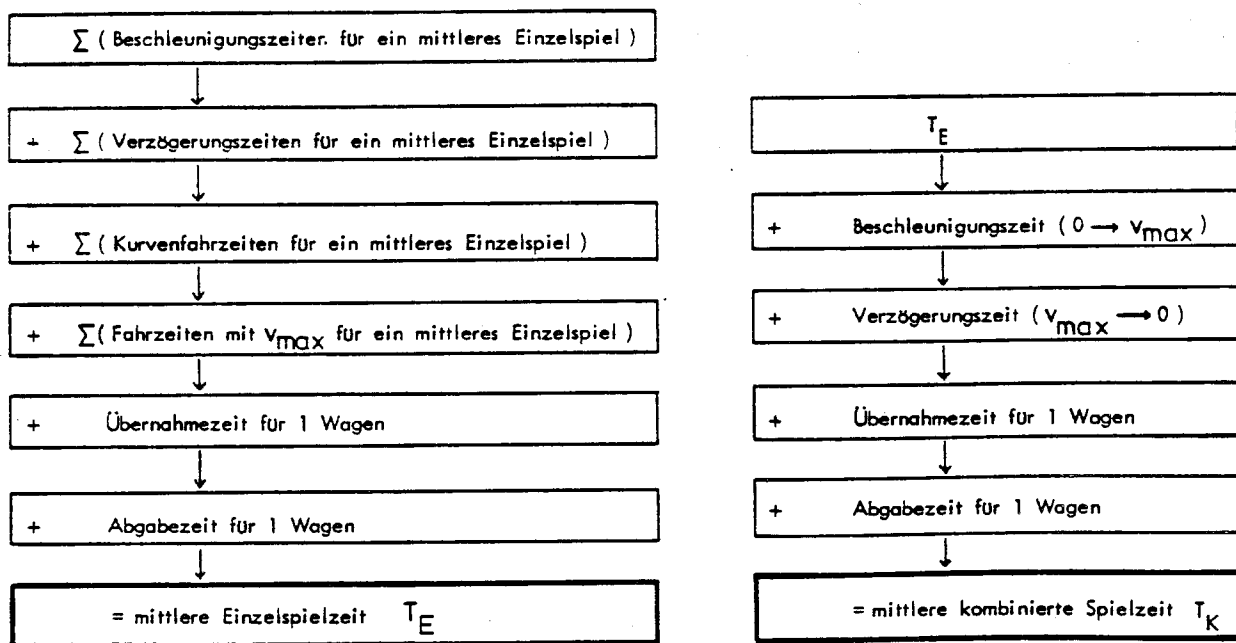 ∑ ( Beschleunigungszeiter. für ein mittleres Einzelspiel )
+ ∑ ( Verzögerungszeiten für ein mittleres Einzelspiel )
+ ∑ ( Kurvenfahrzeiten für ein mittleres Einzelspiel )
+ ∑( Fahrzeiten mit vmax für ein mittleres Einzelspiel )
+ Übernahmezeit für 1 Wagen
+ Abgabezeit für 1 Wagen
= mittlere Einzelspielzeit TE
TE
+ Beschleunigungszeit ( 0 → vmax )
+ Verzögerungszeit ( vmax → 0 )
+ Übernahmezeit für 1 Wagen
+ Abgabezeit für 1 Wagen
= mittlere kombinierte Spielzeit TK